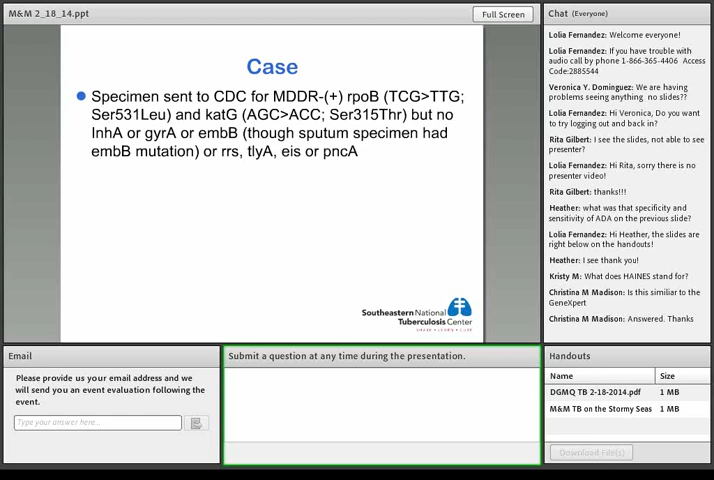 M&M 2_18_14.ppt
Full Screen
Case
Specimen sent to CDC for MDDR-(+) rpoB (TCG>TTG;
Ser531Leu) and katG (AGC>ACC; Ser315Thr) but no
InhA or gyrA or embB (though sputum specimen had
embB mutation) or rrs, tlyA, eis or pncA
Southeastern National
Tuberculosis Center
Email
Please provide us your email address and we
will send you an event evaluation following the
event.
Type your answer here...
Submit a question at any time during the presentation.
Chat (Everyone)
Lolia Fernandez: Welcome everyone!
Lolia Fernandez: If you have trouble with
audio call by phone 1-866-365-4406 Access
Code:2885544
Veronica Y. Dominguez: We are having
problems seeing anything no slides??
Lolia Fernandez: Hi Veronica, Do you want
to try logging out and back in?
Rita Gilbert: I see the slides, not able to see
presenter?
Lolia Fernandez: Hi Rita, sorry there is no
presenter video!
Rita Gilbert: thanks!!!
Heather: what was that specificity and
sensitivity of ADA on the previous slide?
Lolia Fernandez: Hi Heather, the slides are
right below on the handouts!
Heather: I see thank you!
Kristy M: What does HAINES stand for?
Christina M Madison: Is this similiar to the
GeneXpert
Christina M Madison: Answered. Thanks
Handouts
Name Size
DGMQ TB 2-18-2014.pdf 1 MB
M&M TB on the Stormy Seas 1 MB
Download File(s)